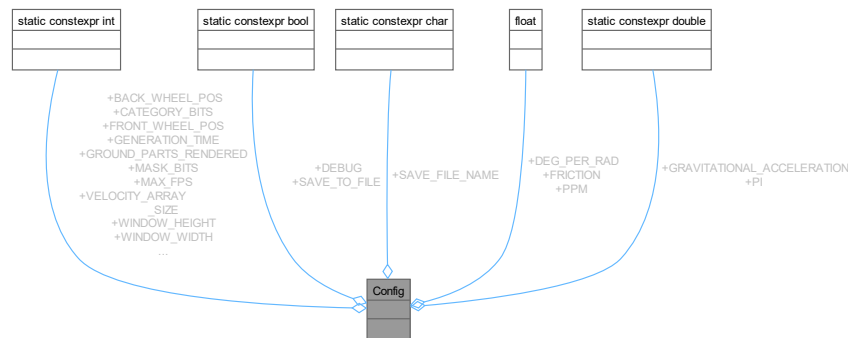 static constexpr int
static constexpr bool
static constexpr char
float
static constexpr double
+BACK_WHEEL_POS
+CATEGORY_BITS
+FRONT_WHEEL_POS
+GENERATION_TIME
+GROUND_PARTS_RENDERED
+MASK_BITS
+MAX_FPS
+VELOCITY_ARRAY
_SIZE
+WINDOW_HEIGHT
+WINDOW_WIDTH
...
+DEBUG
+SAVE_TO_FILE
+SAVE_FILE_NAME
+DEG_PER_RAD
+FRICTION
+PPM
+GRAVITATIONAL_ACCELERATION
+PI
Config